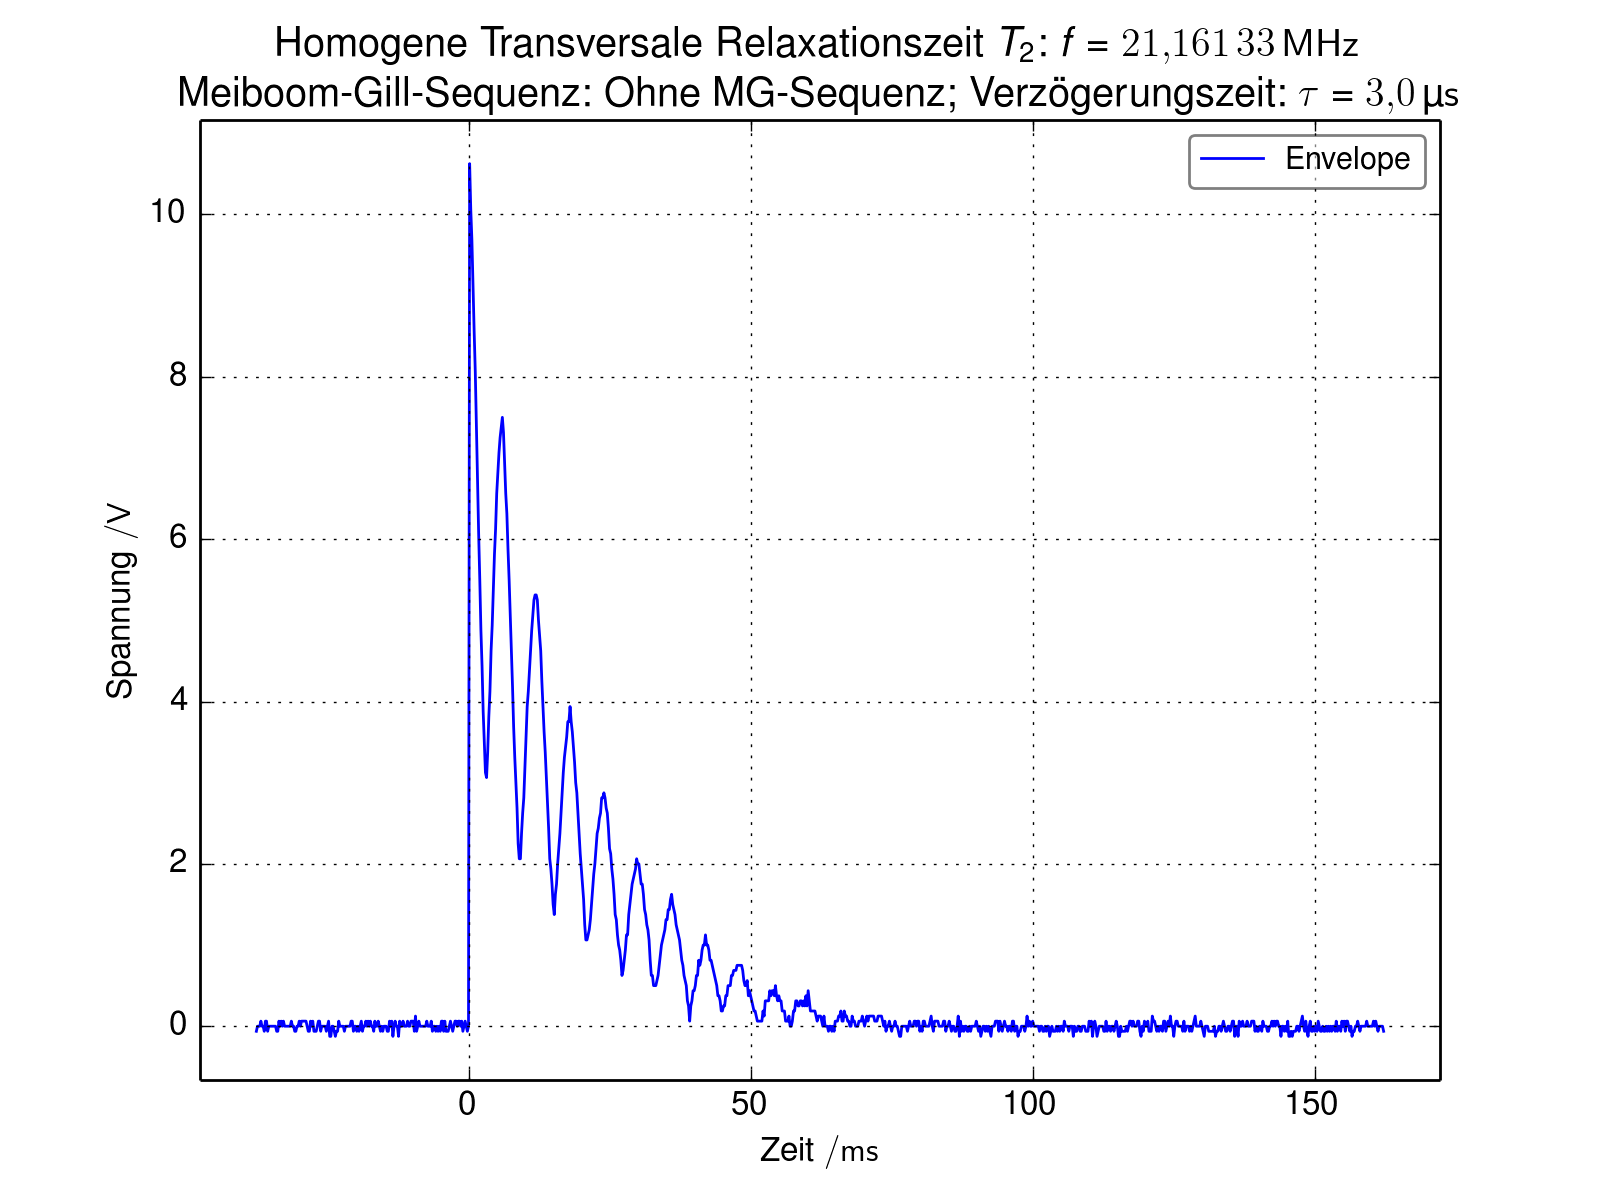 Homogene Transversale Relaxationszeit T₂: f = 21,161 33 MHz
Meiboom-Gill-Sequenz: Ohne MG-Sequenz; Verzögerungszeit: τ = 3,0 µs
Envelope
10
8
6
4
2
0
Spannung /V
0 50 100 150
Zeit /ms